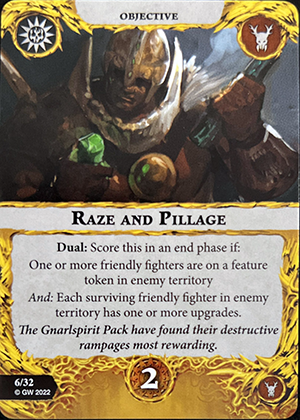 OBJECTIVE
RAZE AND PILLAGE
Dual: Score this in an end phase if:
One or more friendly fighters are on a feature
token in enemy territory
And: Each surviving friendly fighter in enemy
territory has one or more upgrades.
The Gnarlspirit Pack have found their destructive
rampages most rewarding.
6/32
© GW 2022
2